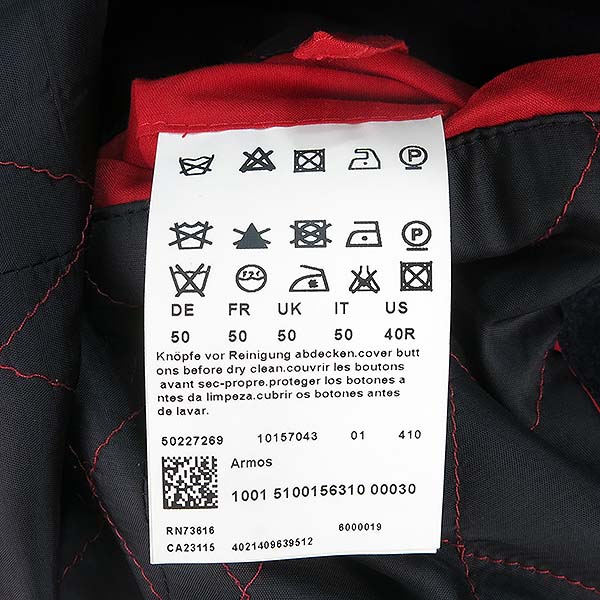 DE FR UK IT US
50 50 50 50 40R
Knöpfe vor Reinigung abdecken.cover butt
ons before dry clean.couvrir les boutons
avant sec-propre.proteger los botones a
ntes da limpeza.cubrir os botones antes
de lavar.
50227269 10157043 01 410
Armos
1001 5100156310 00030
RN73616 6000019
CA23115 4021409639512